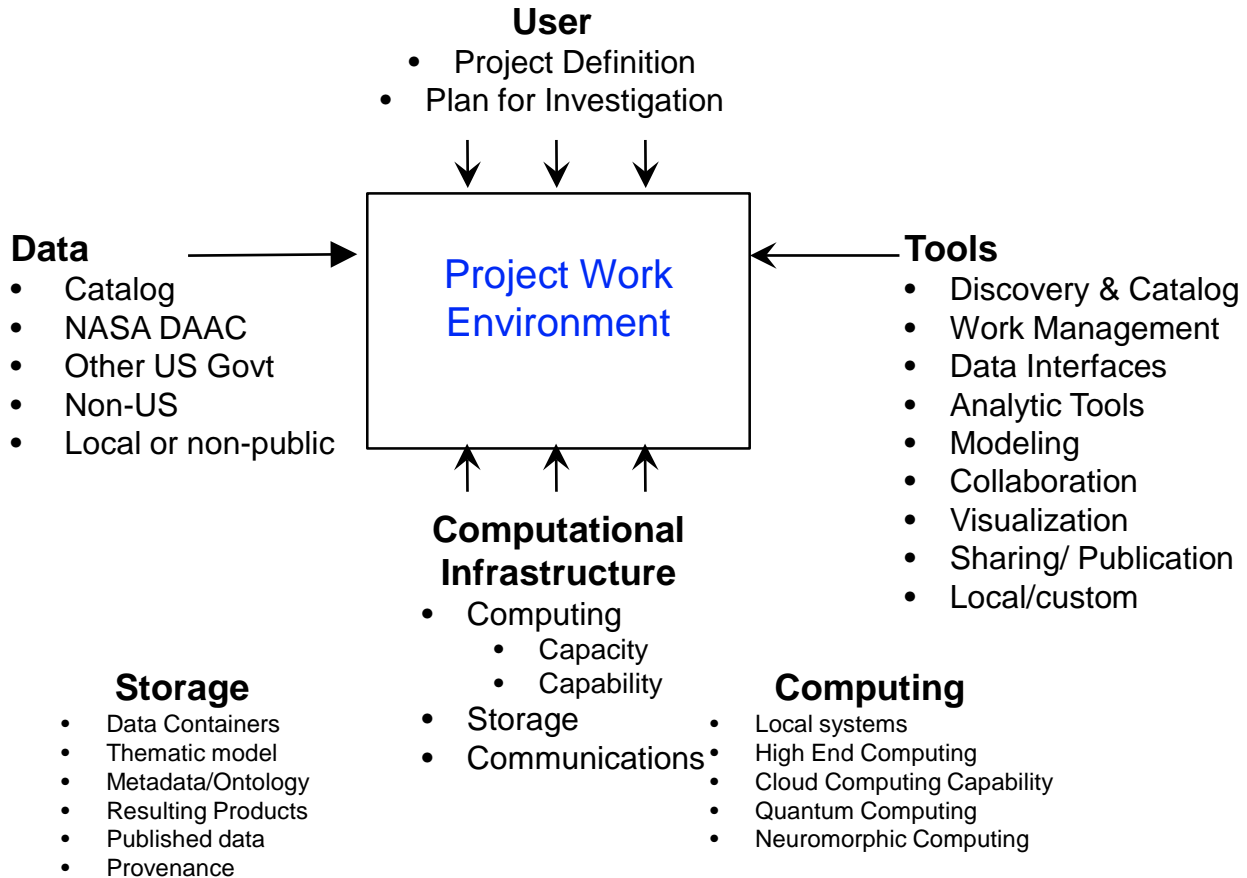 User
• Project Definition
• Plan for Investigation
Project Work
Environment
Data
• Catalog
• NASA DAAC
• Other US Govt
• Non-US
• Local or non-public
Tools
• Discovery & Catalog
• Work Management
• Data Interfaces
• Analytic Tools
• Modeling
• Collaboration
• Visualization
• Sharing/ Publication
• Local/custom
Computational
Infrastructure
• Computing
• Capacity
• Capability
• Storage
• Communications
Storage
• Data Containers
• Thematic model
• Metadata/Ontology
• Resulting Products
• Published data
• Provenance
Computing
• Local systems
• High End Computing
• Cloud Computing Capability
• Quantum Computing
• Neuromorphic Computing